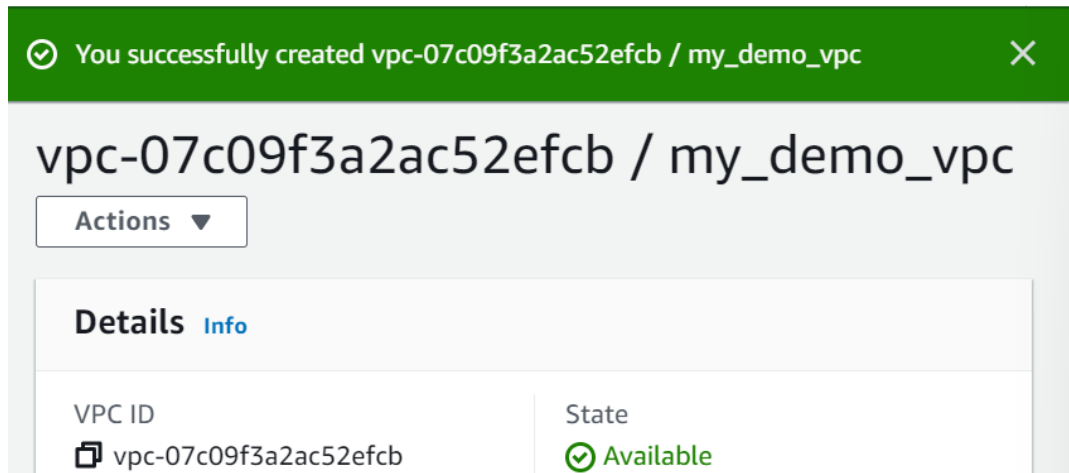 You successfully created vpc-07c09f3a2ac52efcb / my_demo_vpc
vpc-07c09f3a2ac52efcb / my_demo_vpc
Actions
Details Info
VPC ID
State
vpc-07c09f3a2ac52efcb
Available